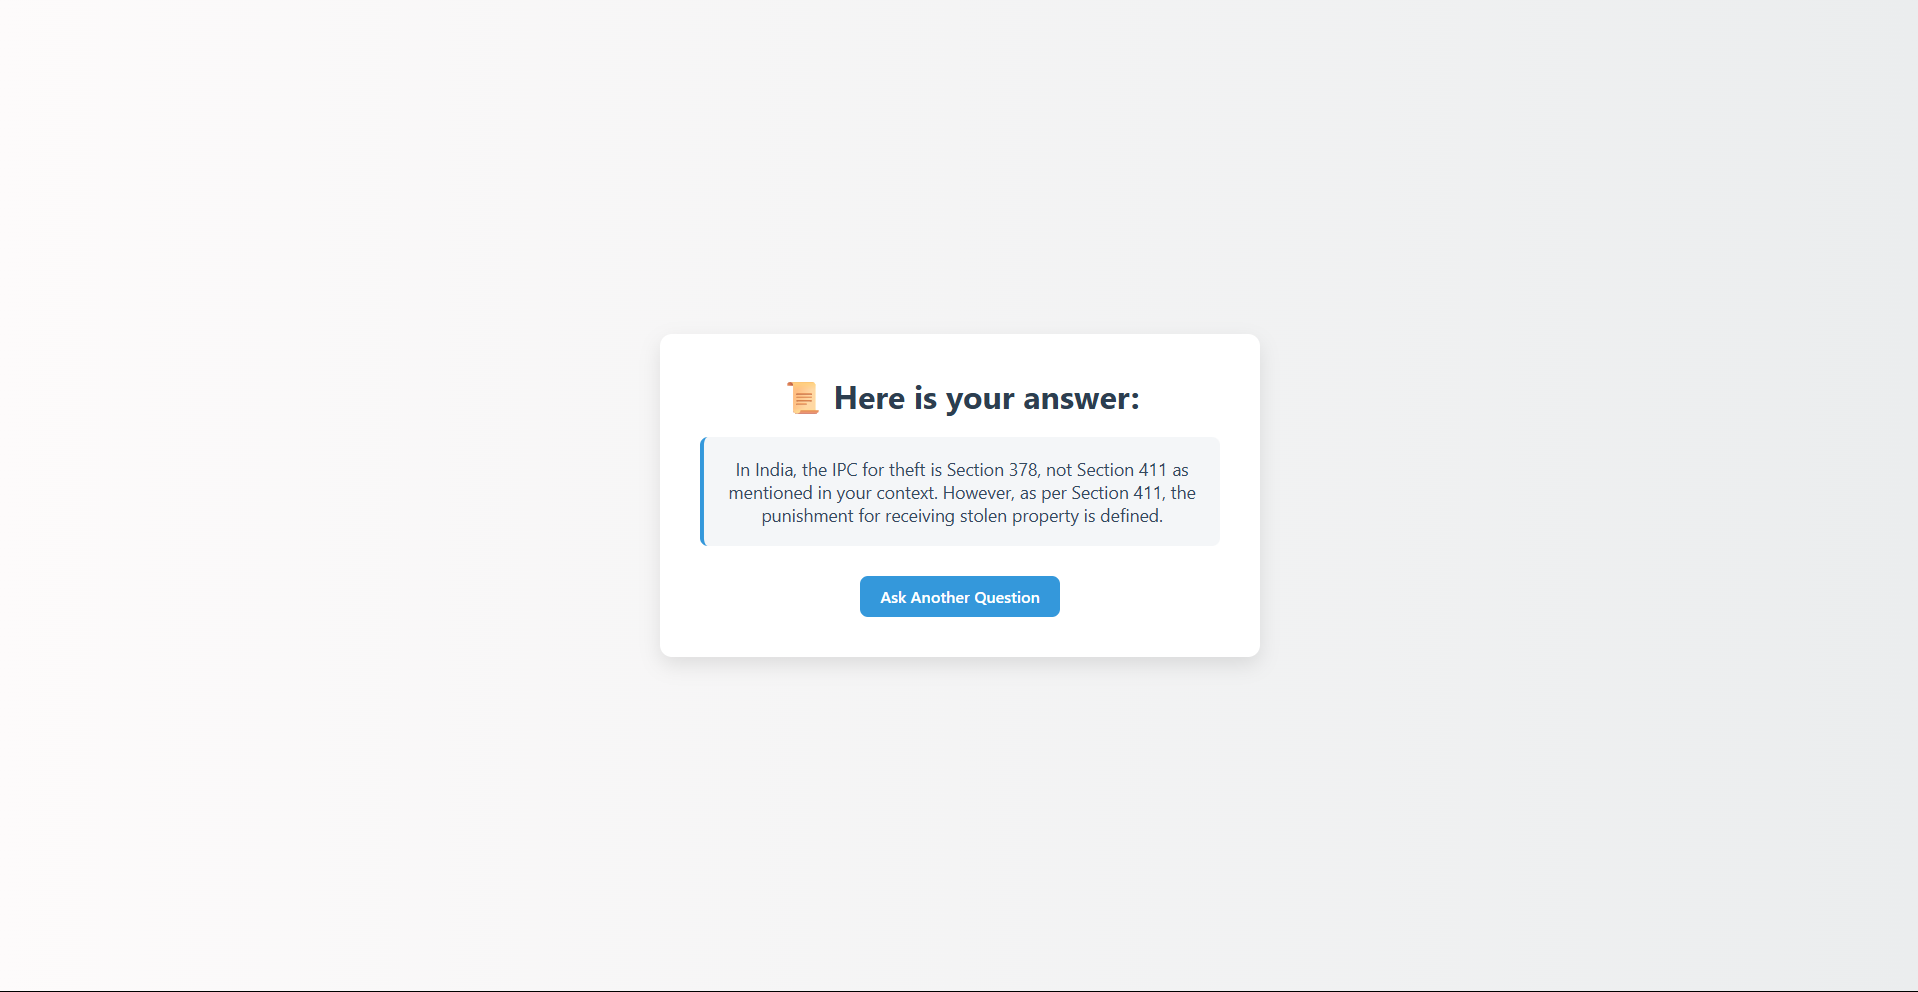 Here is your answer:
In India, the IPC for theft is Section 378, not Section 411 as
mentioned in your context. However, as per Section 411, the
punishment for receiving stolen property is defined.
Ask Another Question